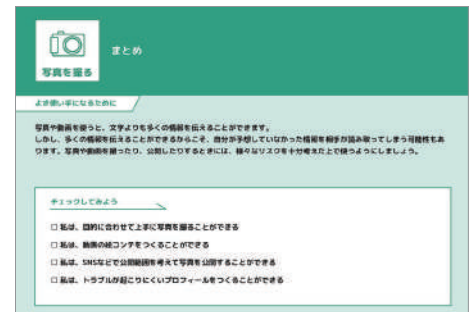 写真を撮る
まとめ
よき使い手になるために
写真や動画を使うと、文字よりも多くの情報を伝えることができます。
しかし、多くの情報を伝えることができるからこそ、自分が予想していなかった情報を相手が読み取ってしまう可能性もあ
ります。写真や動画を撮ったり、公開したりするときには、様々なリスクを十分考えた上で使うようにしましょう。
チェックしてみよう
□ 私は、目的に合わせて上手に写真を撮ることができる
□ 私は、動画の絵コンテをつくることができる
□ 私は、SNSなどで公開範囲を考えて写真を公開することができる
□ 私は、トラブルが起こりにくいプロフィールをつくることができる